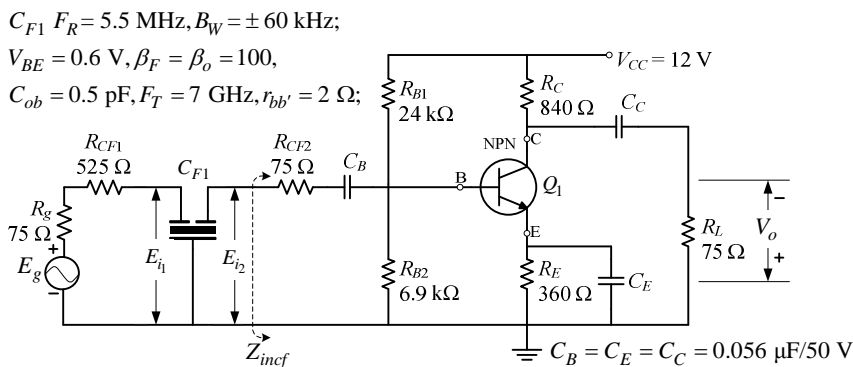 C_F1 F_R = 5.5 MHz, B_W = ± 60 kHz;
V_BE = 0.6 V, β_F = β_o = 100,
C_ob = 0.5 pF, F_T = 7 GHz, r_bb' = 2 Ω;
V_CC = 12 V
R_B1
24 kΩ
R_C
840 Ω
C_C
R_CF1
525 Ω
C_F1
R_CF2
75 Ω
C_B
NPN
C
B
Q_1
E
R_g
75 Ω
+
E_g
−
E_i1
E_i2
R_B2
6.9 kΩ
R_E
360 Ω
C_E
R_L
75 Ω
−
V_o
+
Z_incf
C_B = C_E = C_C = 0.056 μF/50 V